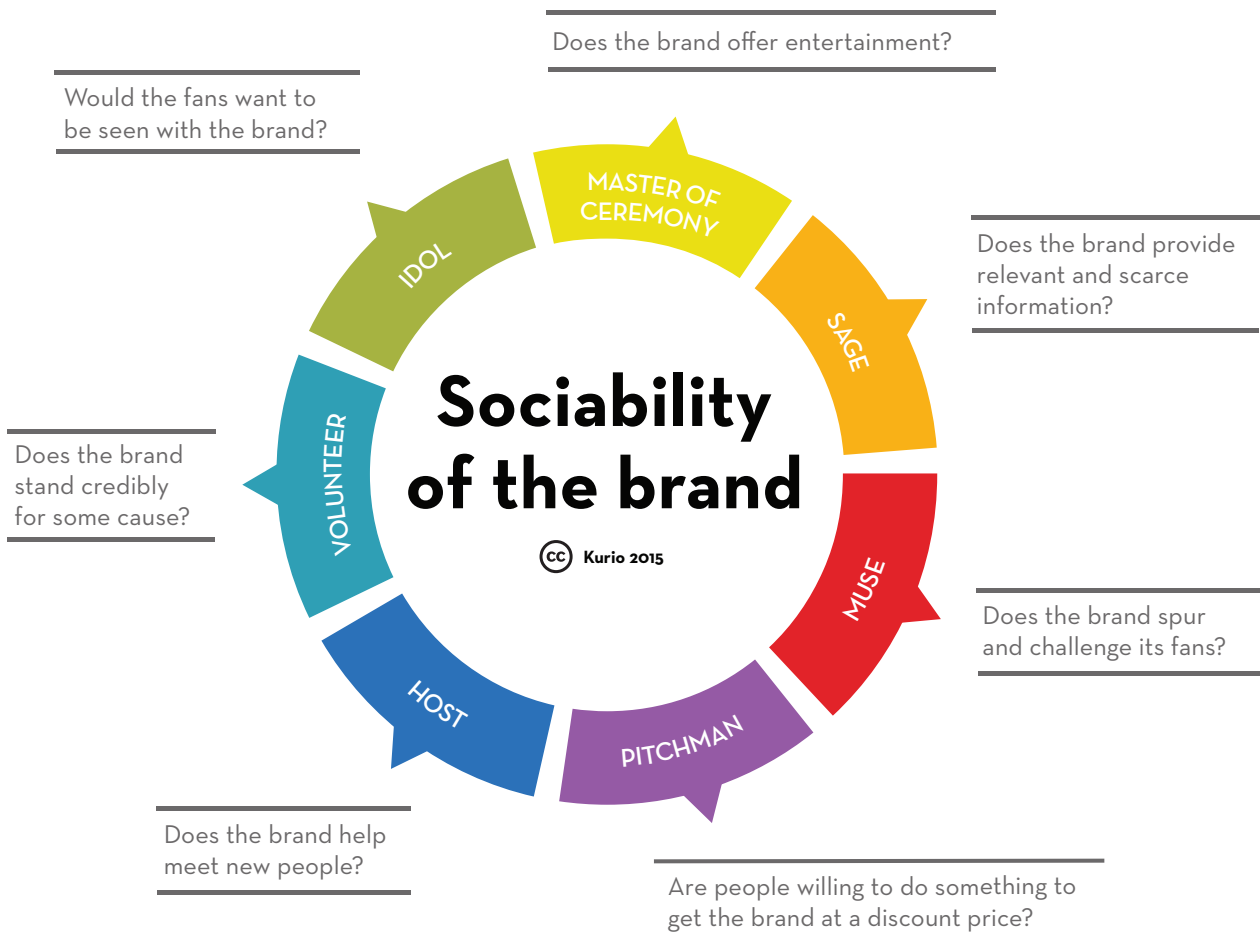 Does the brand offer entertainment?
Would the fans want to
be seen with the brand?
MASTER OF
CEREMONY
IDOL
Does the brand provide
relevant and scarce
information?
SAGE
Sociability
of the brand
cc Kurio 2015
VOLUNTEER
Does the brand
stand credibly
for some cause?
MUSE
Does the brand spur
and challenge its fans?
HOST
PITCHMAN
Does the brand help
meet new people?
Are people willing to do something to
get the brand at a discount price?